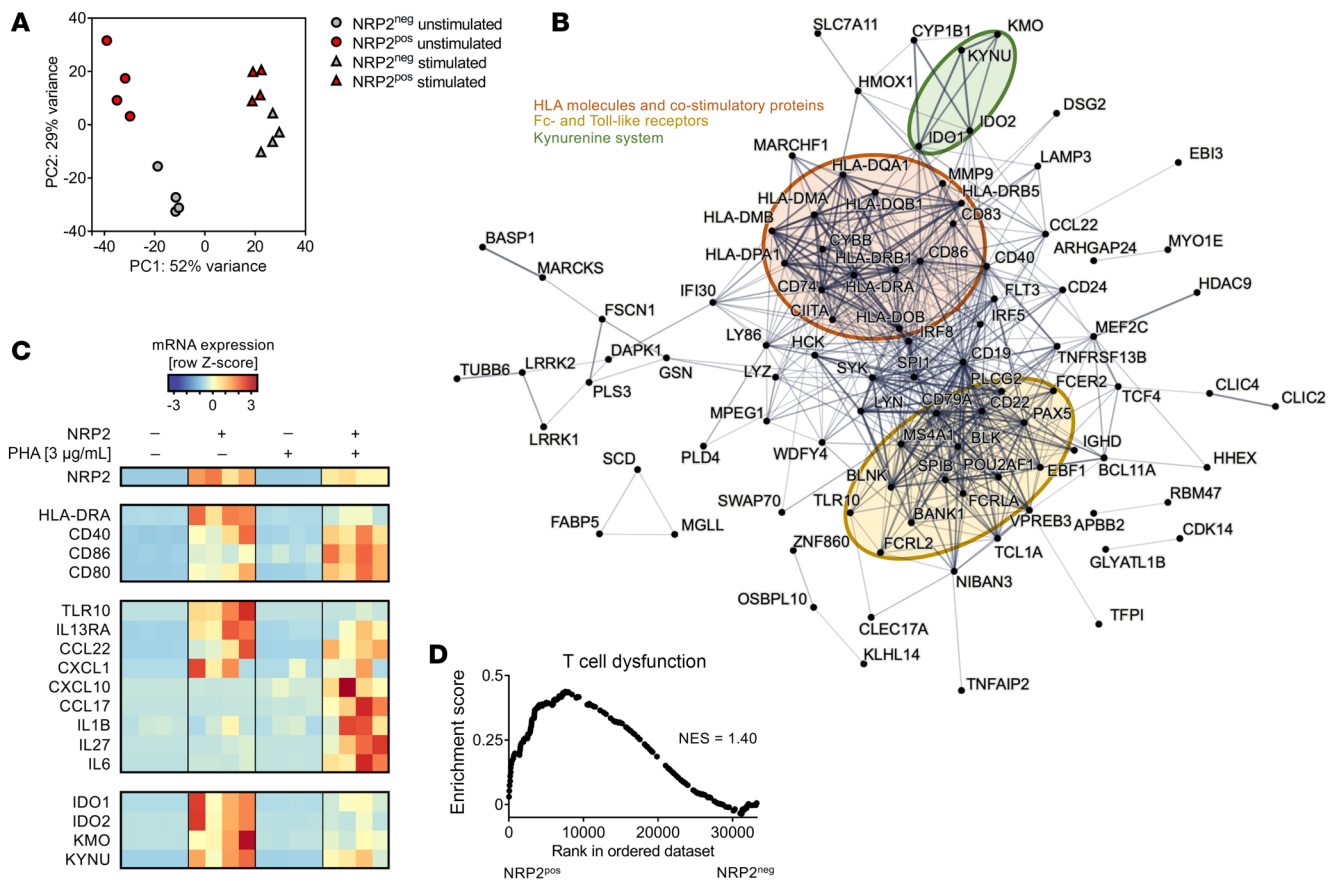 A
40
20
0
-20
-40
-40
-20
0
20
40
PC2: 29% variance
PC1: 52% variance
NRP2neg unstimulated
NRP2pos unstimulated
NRP2neg stimulated
NRP2pos stimulated
B
HLA molecules and co-stimulatory proteins
Fc- and Toll-like receptors
Kynurenine system
SLC7A11
CYP1B1
KMO
KYNU
HMOX1
IDO2
IDO1
DSG2
MARCHF1
HLA-DQA1
LAMP3
EBI3
MMP9
HLA-DMA
HLA-DQB1
HLA-DRB5
HLA-DMB
CD83
CCL22
CYBB
ARHGAP24
MYO1E
BASP1
HLA-DPA1
HLA-DRB1
CD86
CD40
MARCKS
CD74
HLA-DRA
FLT3
CD24
HDAC9
IFI30
CIITA
HLA-DOB
IRF5
FSCN1
IRF8
MEF2C
LY86
HCK
DAPK1
SPI1
CD19
TNFRSF13B
TUBB6
LRRK2
GSN
LYZ
SYK
PLCG2
FCER2
PLS3
TCF4
CLIC4
CLIC2
LYN
CD79A
CD22
PAX5
MPEG1
LRRK1
MS4A1
BLK
IGHD
PLD4
WDFY4
SCD
BLNK
SPIB
POU2AF1
EBF1
BCL11A
HHEX
SWAP70
TLR10
FCRLA
RBM47
FABP5
MGLL
BANK1
VPREB3
APBB2
CDK14
ZNF860
FCRL2
TCL1A
GLYATL1B
NIBAN3
OSBPL10
CLEC17A
TFPI
KLHL14
TNFAIP2
C
mRNA expression
[row Z-score]
-3
0
3
NRP2
–
+
–
+
PHA [3 µg/mL]
–
–
+
+
NRP2
HLA-DRA
CD40
CD86
CD80
TLR10
IL13RA
CCL22
CXCL1
CXCL10
CCL17
IL1B
IL27
IL6
IDO1
IDO2
KMO
KYNU
D
T cell dysfunction
Enrichment score
0.5
0.25
0
NES = 1.40
0
10000
20000
30000
Rank in ordered dataset
NRP2pos
NRP2neg